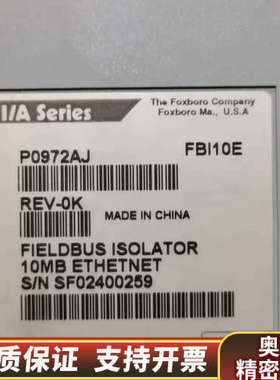 I/A Series
The Foxboro Company
Foxboro Ma., U.S.A
P0972AJ
FBI10E
REV-0K
MADE IN CHINA
FIELDBUS ISOLATOR
10MB ETHETNET
S/N SF02400259
质保证 支持开票
奥
精密